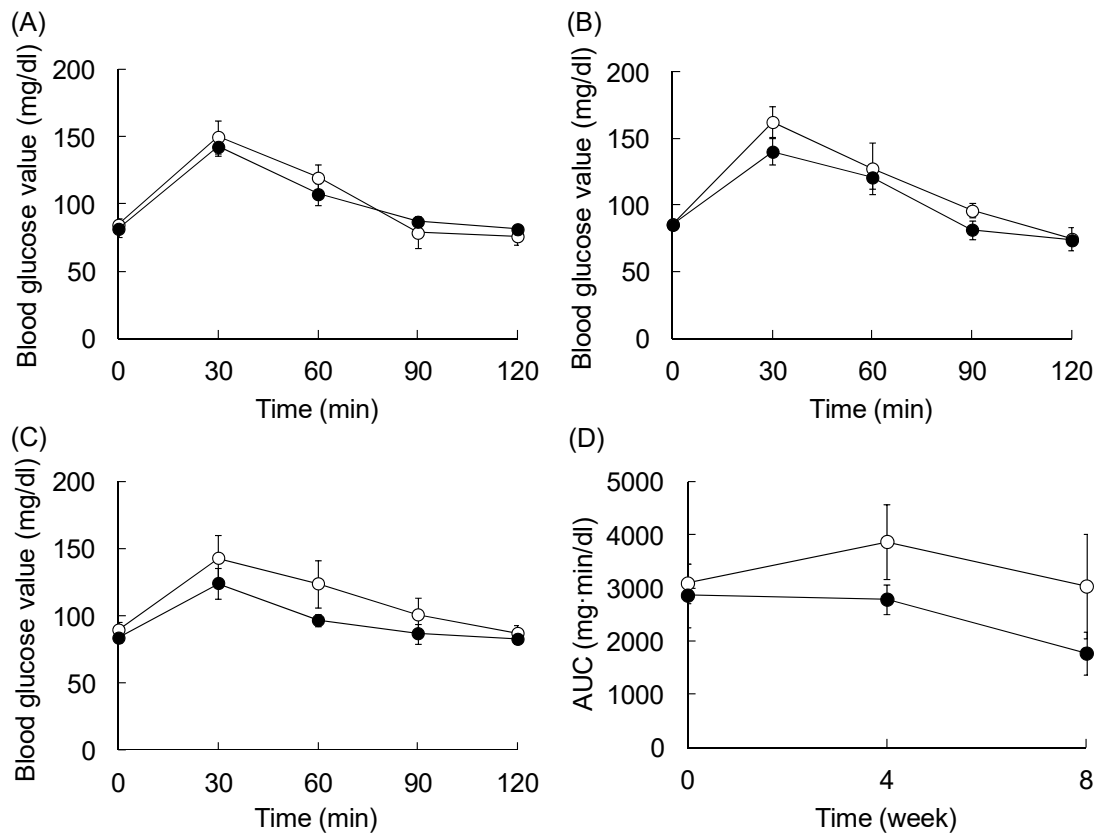 (A)
Blood glucose value (mg/dl)
200
150
100
50
0
0 30 60 90 120
Time (min)
(B)
Blood glucose value (mg/dl)
200
150
100
50
0
0 30 60 90 120
Time (min)
(C)
Blood glucose value (mg/dl)
200
150
100
50
0
0 30 60 90 120
Time (min)
(D)
AUC (mg·min/dl)
5000
4000
3000
2000
1000
0
0 4 8
Time (week)